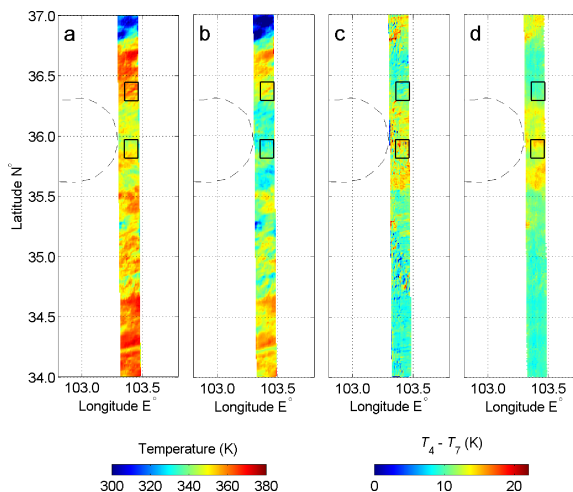 a b c d
37.0
36.5
36.0
35.5
35.0
34.5
34.0
Latitude N°
103.0 103.5 103.0 103.5 103.0 103.5 103.0 103.5
Longitude E° Longitude E° Longitude E° Longitude E°
Temperature (K) T4 - T7 (K)
300 320 340 360 380 0 10 20